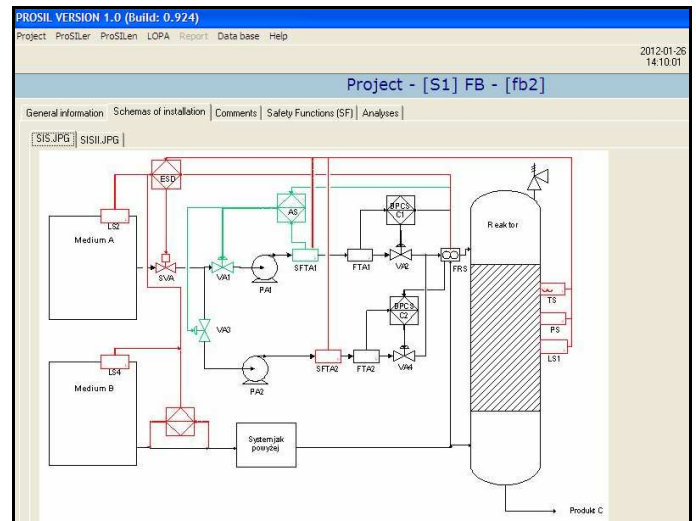 PROSIL VERSION 1.0 (Build: 0.924)
Project ProSILer ProSILen LOPA Report Data base Help
2012-01-26
14:10:01
Project - [S1] FB - [fb2]
General information Schemas of installation Comments Safety Functions (SF) Analyses
SIS.JPG SISII.JPG
ESD
LS2
Medium A
SVA
VA1
AS
PA1
SFTA1
FTA1
BPCS
C1
VA2
FRS
Reaktor
TS
PS
LS1
VA3
BPCS
C2
PA2
SFTA2
FTA2
VA4
LS4
Medium B
System jak
powyżej
Produkt C